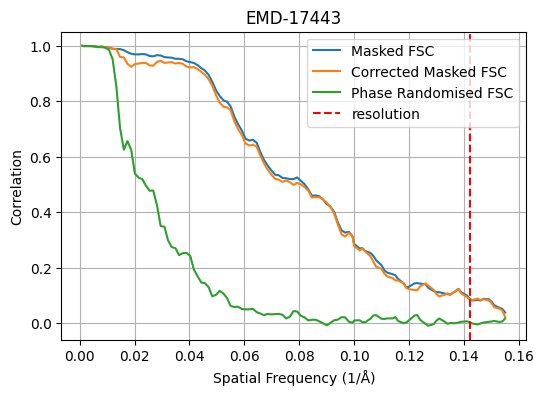 EMD-17443
Masked FSC
Corrected Masked FSC
Phase Randomised FSC
resolution
Correlation
1.0
0.8
0.6
0.4
0.2
0.0
0.00 0.02 0.04 0.06 0.08 0.10 0.12 0.14 0.16
Spatial Frequency (1/Å)